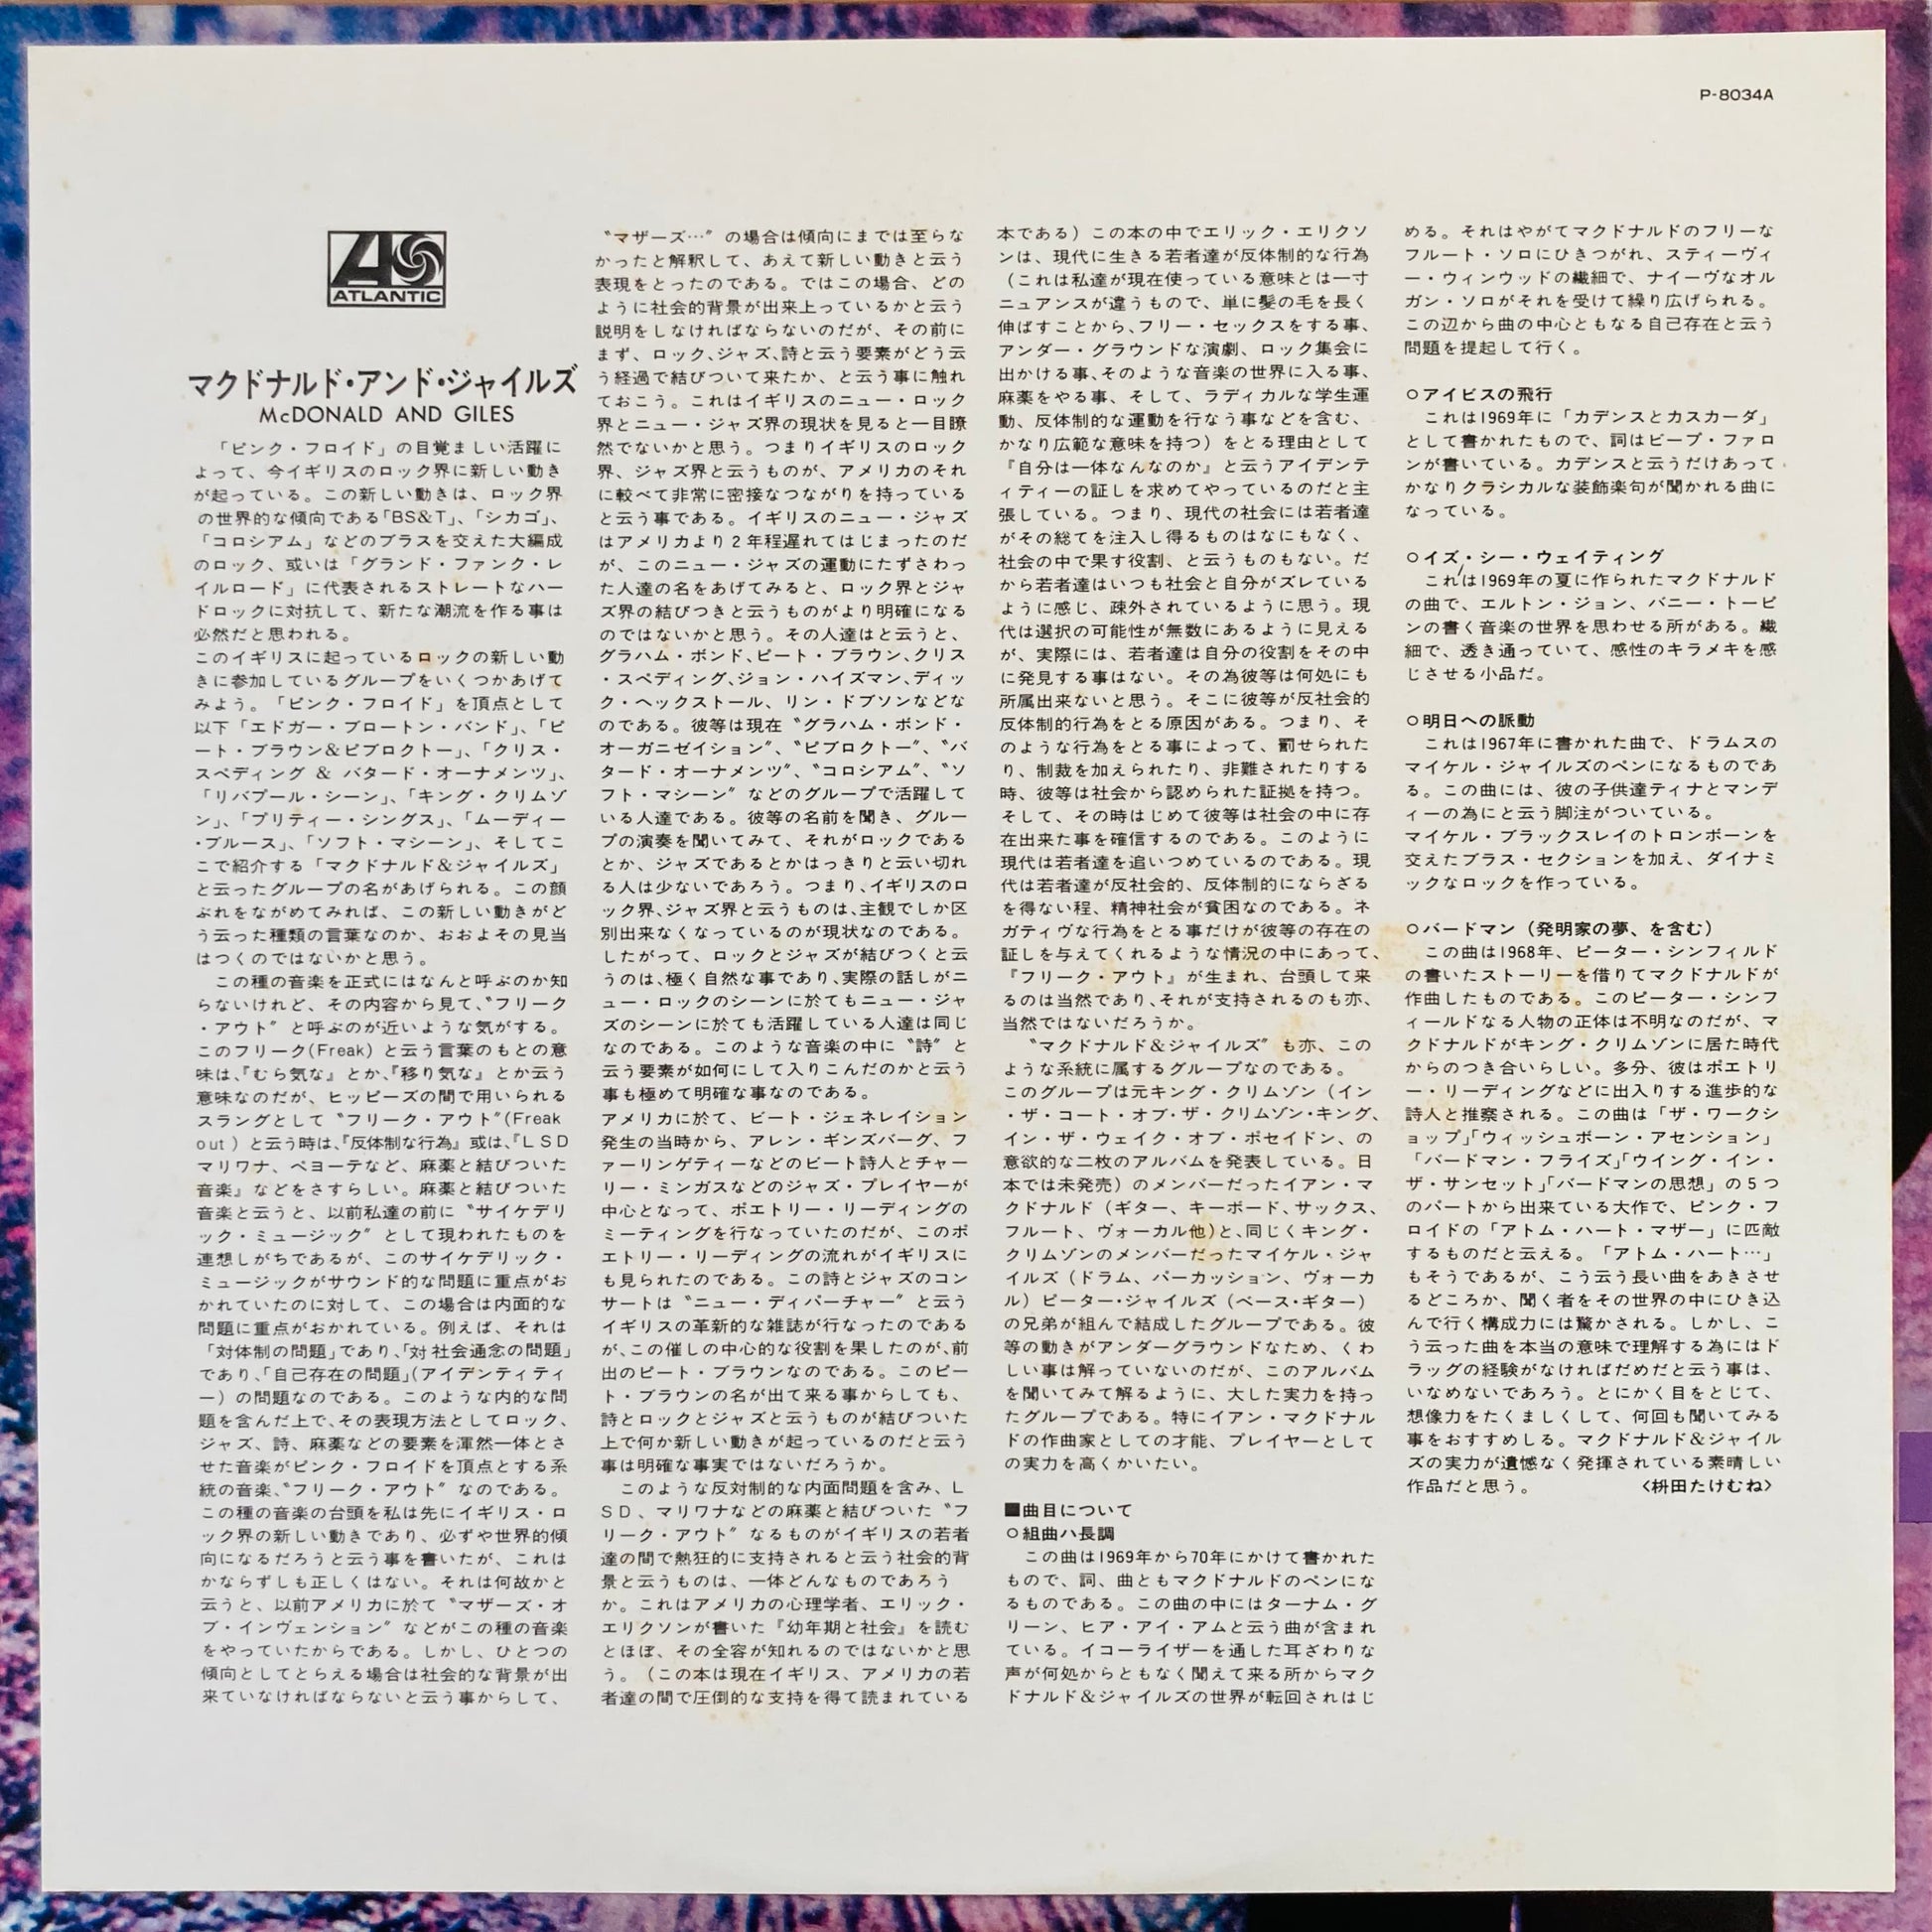 P-8034A
ATLANTIC
マクドナルド・アンド・ジャイルズ
McDONALD AND GILES
「ピンク・フロイド」の目覚ましい活躍に
よって、今イギリスのロック界に新しい動き
が起っている。この新しい動きは、ロック界
の世界的な傾向である「BS&T」、「シカゴ」、
「コロシアム」などのブラスを交えた大編成
のロック、或いは「グランド・ファンク・レ
イルロード」に代表されるストレートなハー
ドロックに対抗して、新たな潮流を作る事は
必然だと思われる。
このイギリスに起っているロックの新しい動
きに参加しているグループをいくつかあげて
みよう。「ピンク・フロイド」を頂点として
以下「エドガー・ブロートン・バンド」、「ピ
ート・ブラウン&ピブロクトー」、「クリス・
スペディング & バタード・オーナメンツ」、
「リバプール・シーン」、「キング・クリムゾ
ン」、「プリティー・シングス」、「ムーディー
・ブルース」、「ソフト・マシーン」、そしてこ
こで紹介する「マクドナルド&ジャイルズ」
と云ったグループの名があげられる。この顔
ぶれをながめてみれば、この新しい動きがど
う云った種類の言葉なのか、おおよその見当
はつくのではないかと思う。
この種の音楽を正式にはなんと呼ぶのか知
らないけれど、その内容から見て、〝フリーク
・アウト〞と呼ぶのが近いような気がする。
このフリーク(Freak) と云う言葉のもとの意
味は、『むら気な』とか、『移り気な』とか云う
意味なのだが、ヒッピーズの間で用いられる
スラングとして〝フリーク・アウト〞(Freak
out ) と云う時は、『反体制な行為』或は、『LSD
マリワナ、ペヨーテなど、麻薬と結びついた
音楽』などをさすらしい。麻薬と結びついた
音楽と云うと、以前私達の前に〝サイケデリ
ック・ミュージック〞として現われたものを
連想しがちであるが、このサイケデリック・
ミュージックがサウンド的な問題に重点がお
かれていたのに対して、この場合は内面的な
問題に重点がおかれている。例えば、それは
「対体制の問題」であり、「対社会通念の問題」
であり、「自己存在の問題」(アイデンティティ
ー) の問題なのである。このような内的な問
題を含んだ上で、その表現方法としてロック、
ジャズ、詩、麻薬などの要素を渾然一体とさ
せた音楽がピンク・フロイドを頂点とする系
統の音楽、〝フリーク・アウト〞なのである。
この種の音楽の台頭を私は先にイギリス・ロ
ック界の新しい動きであり、必ずや世界的傾
向になるだろうと云う事を書いたが、これは
かならずしも正しくはない。それは何故かと
云うと、以前アメリカに於て〝マザーズ・オ
ブ・インヴェンション〞などがこの種の音楽
をやっていたからである。しかし、ひとつの
傾向としてとらえる場合は社会的な背景が出
来ていなければならないと云う事からして、
〝マザーズ…〞の場合は傾向にまでは至らな
かったと解釈して、あえて新しい動きと云う
表現をとったのである。ではこの場合、どの
ように社会的背景が出来上っているかと云う
説明をしなければならないのだが、その前に
まず、ロック、ジャズ、詩と云う要素がどう云
う経過で結びついて来たか、と云う事に触れ
ておこう。これはイギリスのニュー・ロック
界とニュー・ジャズ界の現状を見ると一目瞭
然でないかと思う。つまりイギリスのロック
界、ジャズ界と云うものが、アメリカのそれ
に較べて非常に密接なつながりを持っている
と云う事である。イギリスのニュー・ジャズ
はアメリカより2年程遅れてはじまったのだ
が、このニュー・ジャズの運動にたずさわっ
た人達の名をあげてみると、ロック界とジャ
ズ界の結びつきと云うものがより明確になる
のではないかと思う。その人達はと云うと、
グラハム・ボンド、ピート・ブラウン、クリス
・スペディング、ジョン・ハイズマン、ディッ
ク・ヘックストール、リン・ドブソンなどな
のである。彼等は現在〝グラハム・ボンド・
オーガニゼイション〞、〝ピブロクトー〞、〝バ
タード・オーナメンツ〞、〝コロシアム〞、〝ソ
フト・マシーン〞などのグループで活躍して
いる人達である。彼等の名前を聞き、グルー
プの演奏を聞いてみて、それがロックである
とか、ジャズであるとかはっきりと云い切れ
る人は少ないであろう。つまり、イギリスのロ
ック界、ジャズ界と云うものは、主観でしか区
別出来なくなっているのが現状なのである。
したがって、ロックとジャズが結びつくと云
うのは、極く自然な事であり、実際の話しがニ
ュー・ロックのシーンに於てもニュー・ジャ
ズのシーンに於ても活躍している人達は同じ
なのである。このような音楽の中に〝詩〞と
云う要素が如何にして入りこんだのかと云う
事も極めて明確な事なのである。
アメリカに於て、ビート・ジェネレイション
発生の当時から、アレン・ギンズバーグ、フ
ァーリンゲティーなどのビート詩人とチャー
リー・ミンガスなどのジャズ・プレイヤーが
中心となって、ポエトリー・リーディングの
ミーティングを行なっていたのだが、このポ
エトリー・リーディングの流れがイギリスに
も見られたのである。この詩とジャズのコン
サートは〝ニュー・ディパーチャー〞と云う
イギリスの革新的な雑誌が行なったのである
が、この催しの中心的な役割を果したのが、前
出のピート・ブラウンなのである。このピー
ト・ブラウンの名が出て来る事からしても、
詩とロックとジャズと云うものが結びついた
上で何か新しい動きが起っているのだと云う
事は明確な事実ではないだろうか。
このような反対制的な内面問題を含み、L
SD、マリワナなどの麻薬と結びついた〝フ
リーク・アウト〞なるものがイギリスの若者
達の間で熱狂的に支持されると云う社会的背
景と云うものは、一体どんなものであろう
か。これはアメリカの心理学者、エリック・
エリクソンが書いた『幼年期と社会』を読む
とほぼ、その全容が知れるのではないかと思
う。(この本は現在イギリス、アメリカの若
者達の間で圧倒的な支持を得て読まれている
本である) この本の中でエリック・エリクソ
ンは、現代に生きる若者達が反体制的な行為
(これは私達が現在使っている意味とは一寸
ニュアンスが違うもので、単に髪の毛を長く
伸ばすことから、フリー・セックスをする事、
アンダー・グラウンドな演劇、ロック集会に
出かける事、そのような音楽の世界に入る事、
麻薬をやる事、そして、ラディカルな学生運
動、反体制的な運動を行なう事などを含む、
かなり広範な意味を持つ) をとる理由として
『自分は一体なんなのか』と云うアイデンテ
ィティーの証しを求めてやっているのだと主
張している。つまり、現代の社会には若者達
がその総てを注入し得るものはなにもなく、
社会の中で果す役割、と云うものもない。だ
から若者達はいつも社会と自分がズレている
ように感じ、疎外されているように思う。現
代は選択の可能性が無数にあるように見える
が、実際には、若者達は自分の役割をその中
に発見する事はない。その為彼等は何処にも
所属出来ないと思う。そこに彼等が反社会的
反体制的行為をとる原因がある。つまり、そ
のような行為をとる事によって、罰せられた
り、制裁を加えられたり、非難されたりする
時、彼等は社会から認められた証拠を持つ。
そして、その時はじめて彼等は社会の中に存
在出来た事を確信するのである。このように
現代は若者達を追いつめているのである。現
代は若者達が反社会的、反体制的にならざる
を得ない程、精神社会が貧困なのである。ネ
ガティヴな行為をとる事だけが彼等の存在の
証しを与えてくれるような情況の中にあって、
『フリーク・アウト』が生まれ、台頭して来
るのは当然であり、それが支持されるのも亦、
当然ではないだろうか。
〝マクドナルド&ジャイルズ〞も亦、この
ような系統に属するグループなのである。
このグループは元キング・クリムゾン (イン
・ザ・コート・オブ・ザ・クリムゾン・キング、
イン・ザ・ウェイク・オブ・ポセイドン、の
意欲的な二枚のアルバムを発表している。日
本では未発売) のメンバーだったイアン・マ
クドナルド (ギター、キーボード、サックス、
フルート、ヴォーカル他)と、同じくキング・
クリムゾンのメンバーだったマイケル・ジャ
イルズ (ドラム、パーカッション、ヴォーカ
ル) ピーター・ジャイルズ (ベース・ギター)
の兄弟が組んで結成したグループである。彼
等の動きがアンダーグラウンドなため、くわ
しい事は解っていないのだが、このアルバム
を聞いてみて解るように、大した実力を持っ
たグループである。特にイアン・マクドナル
ドの作曲家としての才能、プレイヤーとして
の実力を高くかいたい。
■曲目について
○組曲ハ長調
この曲は1969年から70年にかけて書かれた
もので、詞、曲ともマクドナルドのペンにな
るものである。この曲の中にはターナム・グ
リーン、ヒア・アイ・アムと云う曲が含まれ
ている。イコーライザーを通した耳ざわりな
声が何処からともなく聞えて来る所からマク
ドナルド&ジャイルズの世界が転回されはじ
める。それはやがてマクドナルドのフリーな
フルート・ソロにひきつがれ、スティーヴィ
ー・ウィンウッドの繊細で、ナイーヴなオル
ガン・ソロがそれを受けて繰り広げられる。
この辺から曲の中心ともなる自己存在と云う
問題を提起して行く。
○アイビスの飛行
これは1969年に「カデンスとカスカーダ」
として書かれたもので、詞はビープ・ファロ
ンが書いている。カデンスと云うだけあって
かなりクラシカルな装飾楽句が聞かれる曲に
なっている。
○イズ・シー・ウェイティング
これは1969年の夏に作られたマクドナルド
の曲で、エルトン・ジョン、バニー・トーピ
ンの書く音楽の世界を思わせる所がある。繊
細で、透き通っていて、感性のキラメキを感
じさせる小品だ。
○明日への脈動
これは1967年に書かれた曲で、ドラムスの
マイケル・ジャイルズのペンになるものであ
る。この曲には、彼の子供達ティナとマンデ
ィーの為にと云う脚注がついている。
マイケル・ブラックスレイのトロンボーンを
交えたブラス・セクションを加え、ダイナミ
ックなロックを作っている。
○バードマン (発明家の夢、を含む)
この曲は1968年、ピーター・シンフィルド
の書いたストーリーを借りてマクドナルドが
作曲したものである。このピーター・シンフ
ィールドなる人物の正体は不明なのだが、マ
クドナルドがキング・クリムゾンに居た時代
からのつき合いらしい。多分、彼はポエトリ
ー・リーディングなどに出入りする進歩的な
詩人と推察される。この曲は「ザ・ワークシ
ョップ」「ウィッシュボーン・アセンション」
「バードマン・フライズ」「ウイング・イン・
ザ・サンセット」「バードマンの思想」の5つ
のパートから出来ている大作で、ピンク・フ
ロイドの「アトム・ハート・マザー」に匹敵
するものだと云える。「アトム・ハート…」
もそうであるが、こう云う長い曲をあきさせ
るどころか、聞く者をその世界の中にひき込
んで行く構成力には驚かされる。しかし、こ
う云った曲を本当の意味で理解する為にはド
ラッグの経験がなければだめだと云う事は、
いなめないであろう。とにかく目をとじて、
想像力をたくましくして、何回も聞いてみる
事をおすすめしる。マクドナルド&ジャイル
ズの実力が遺憾なく発揮されている素晴しい
作品だと思う。 〈枡田たけむね〉